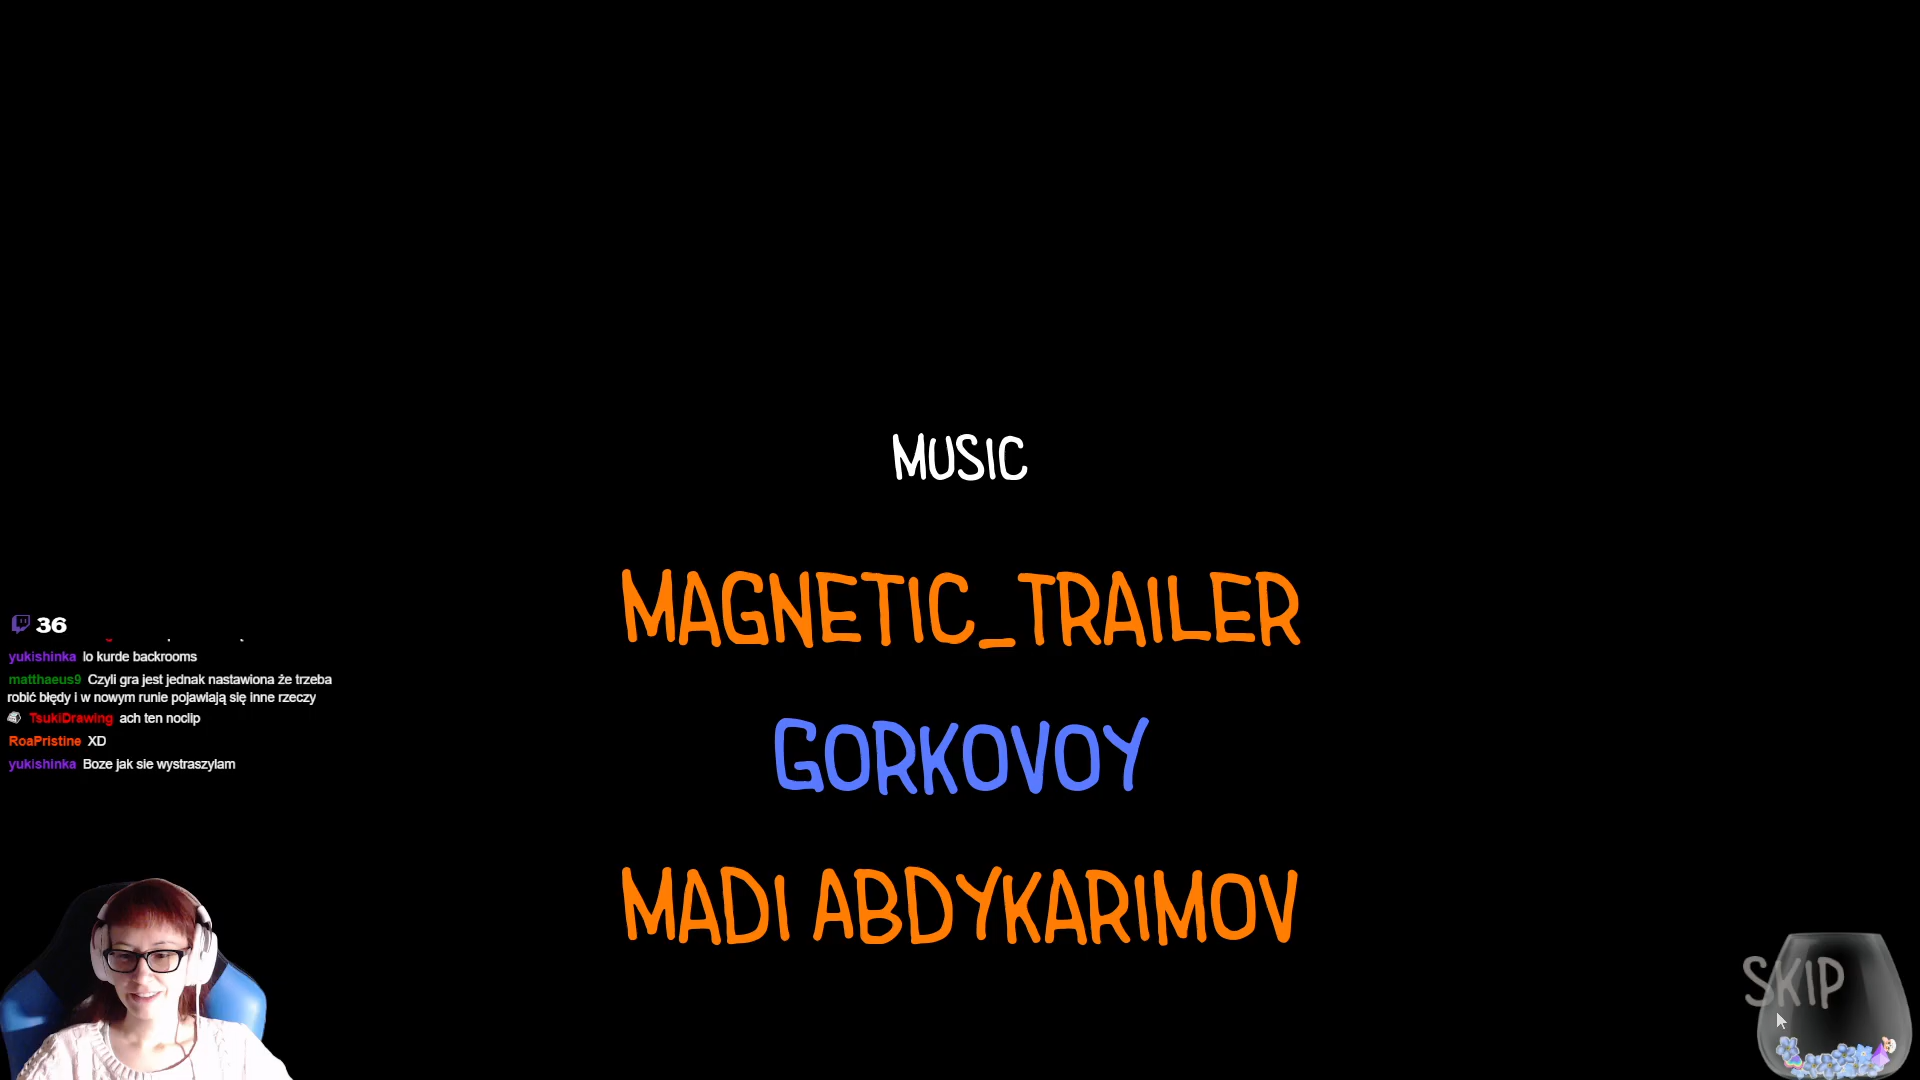 MUSIC
MAGNETIC_TRAILER
GORKOVOY
MADI ABDYKARIMOV
36
yukishinka lo kurde backrooms
matthaeus9 Czyli gra jest jednak nastawiona że trzeba
robić błędy i w nowym runie pojawiają się inne rzeczy
TsukiDrawing ach ten noclip
RoaPristine XD
yukishinka Boze jak sie wystraszylam
SKIP